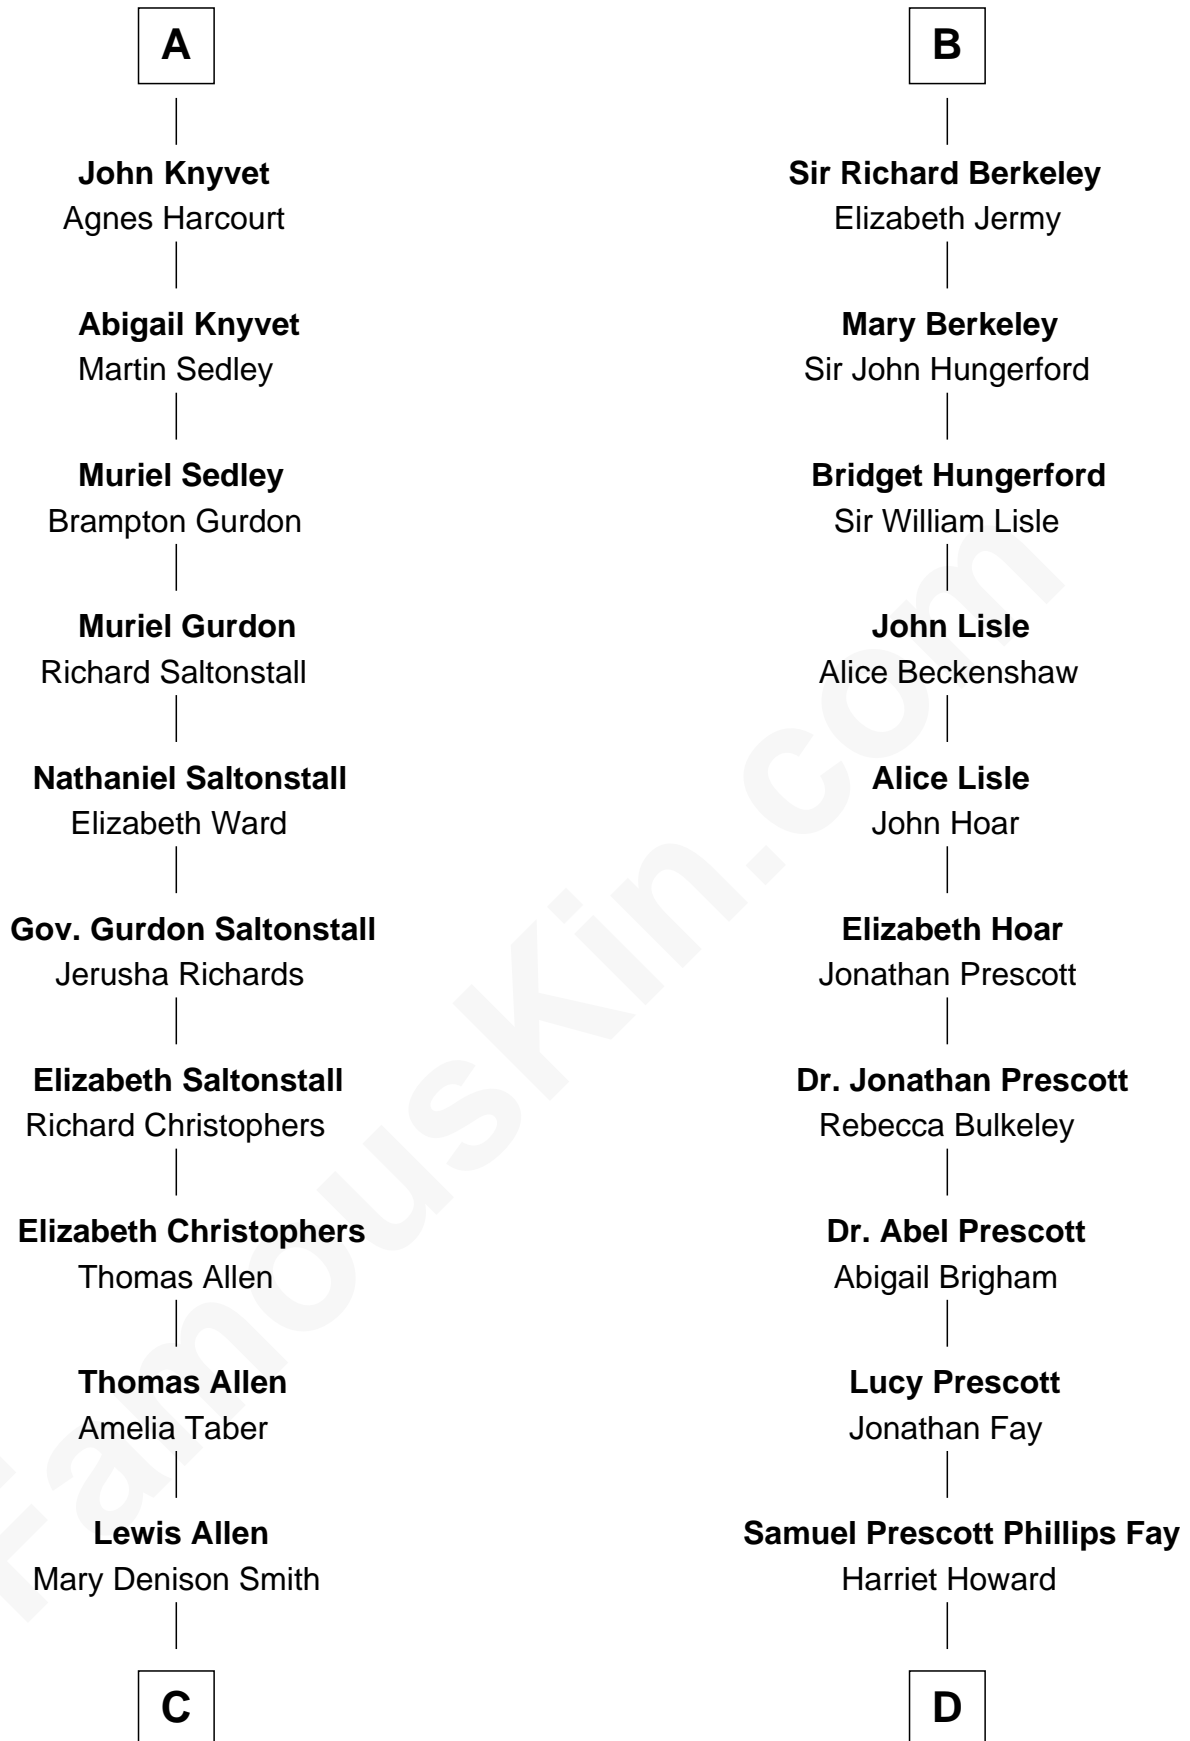 A
John Knyvet
Agnes Harcourt
Abigail Knyvet
Martin Sedley
Muriel Sedley
Brampton Gurdon
Muriel Gurdon
Richard Saltonstall
Nathaniel Saltonstall
Elizabeth Ward
Gov. Gurdon Saltonstall
Jerusha Richards
Elizabeth Saltonstall
Richard Christophers
Elizabeth Christophers
Thomas Allen
Thomas Allen
Amelia Taber
Lewis Allen
Mary Denison Smith
C
B
Sir Richard Berkeley
Elizabeth Jermy
Mary Berkeley
Sir John Hungerford
Bridget Hungerford
Sir William Lisle
John Lisle
Alice Beckenshaw
Alice Lisle
John Hoar
Elizabeth Hoar
Jonathan Prescott
Dr. Jonathan Prescott
Rebecca Bulkeley
Dr. Abel Prescott
Abigail Brigham
Lucy Prescott
Jonathan Fay
Samuel Prescott Phillips Fay
Harriet Howard
D
FamousKin.com